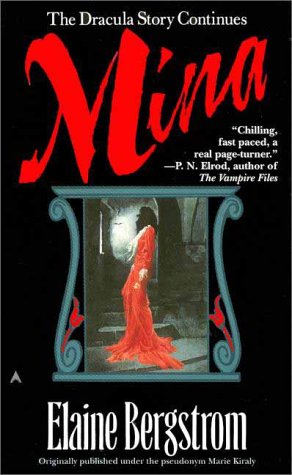 The Dracula Story Continues
Mina
“Chilling,
fast paced, a
real page-turner.”
—P. N. Elrod, author of
The Vampire Files
Elaine Bergstrom
Originally published under the pseudonym Marie Kiraly